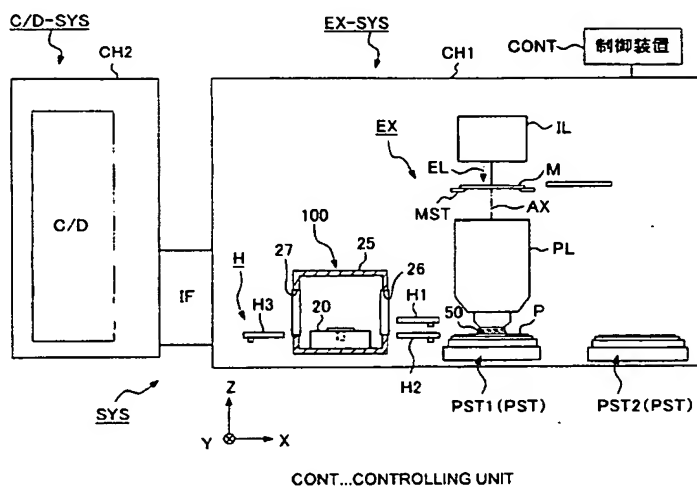 C/D-SYS
EX-SYS
CH2
CH1
CONT
制御装置
IL
EX
EL
M
MST
AX
C/D
100
25
PL
H
27
26
IF
H3
20
H1
50
P
H2
SYS
Z
Y
X
PST1(PST)
PST2(PST)
CONT...CONTROLLING UNIT